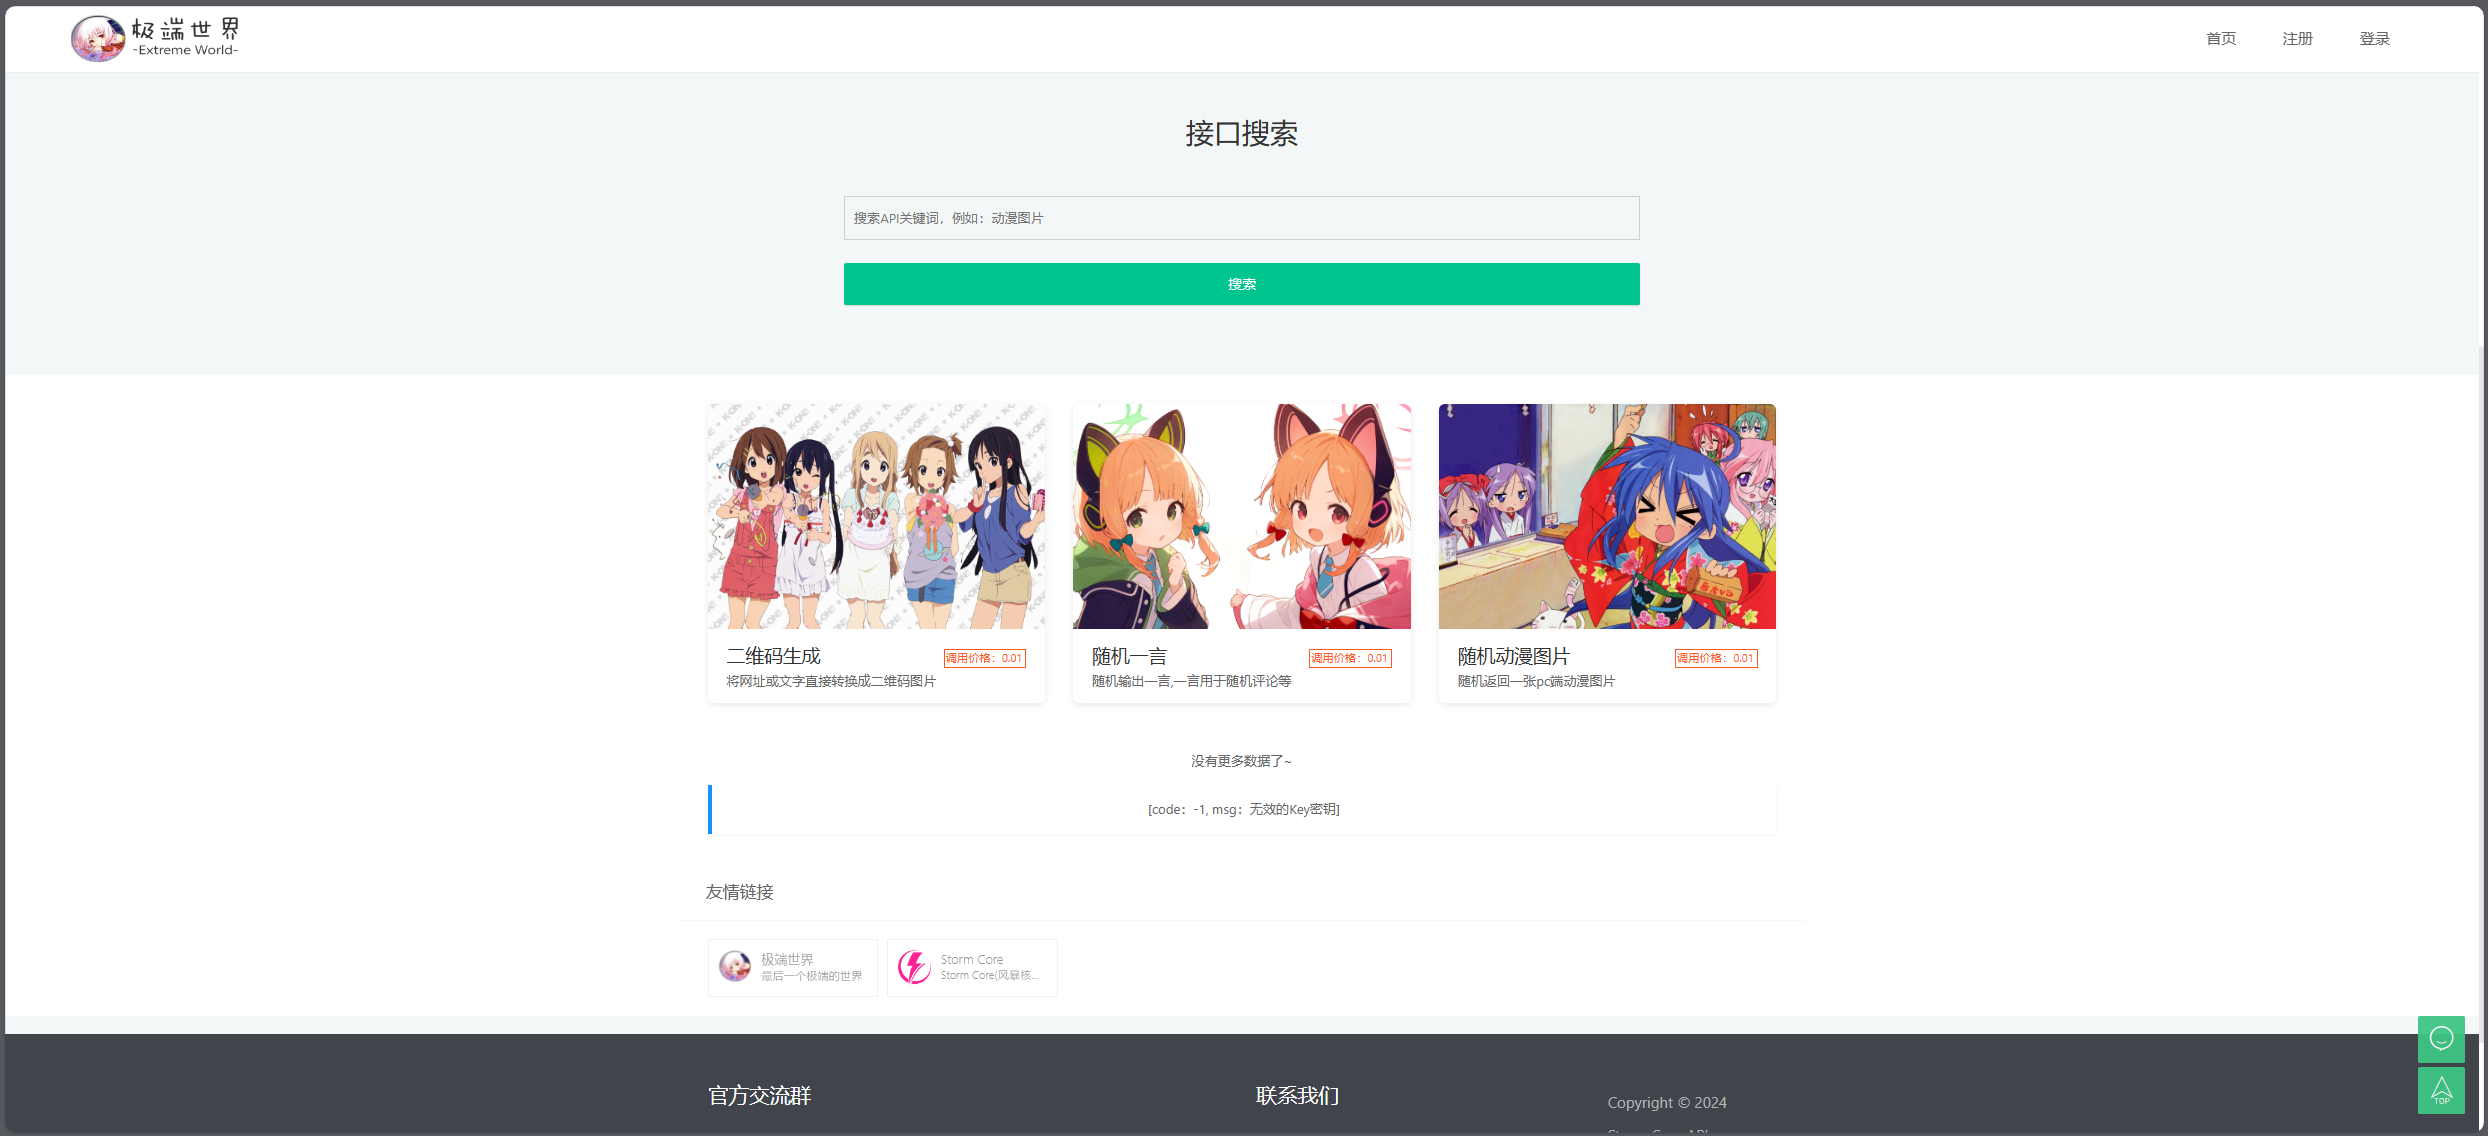 极端世界
-Extreme World-
首页
注册
登录
接口搜索
搜索API关键词，例如：动漫图片
搜索
二维码生成
调用价格：0.01
将网址或文字直接转换成二维码图片
随机一言
调用价格：0.01
随机输出一言,一言用于随机评论等
随机动漫图片
调用价格：0.01
随机返回一张pc端动漫图片
没有更多数据了~
[code：-1, msg：无效的Key密钥]
友情链接
极端世界
最后一个极端的世界
Storm Core
Storm Core(风暴核...
官方交流群
联系我们
Copyright © 2024
TOP